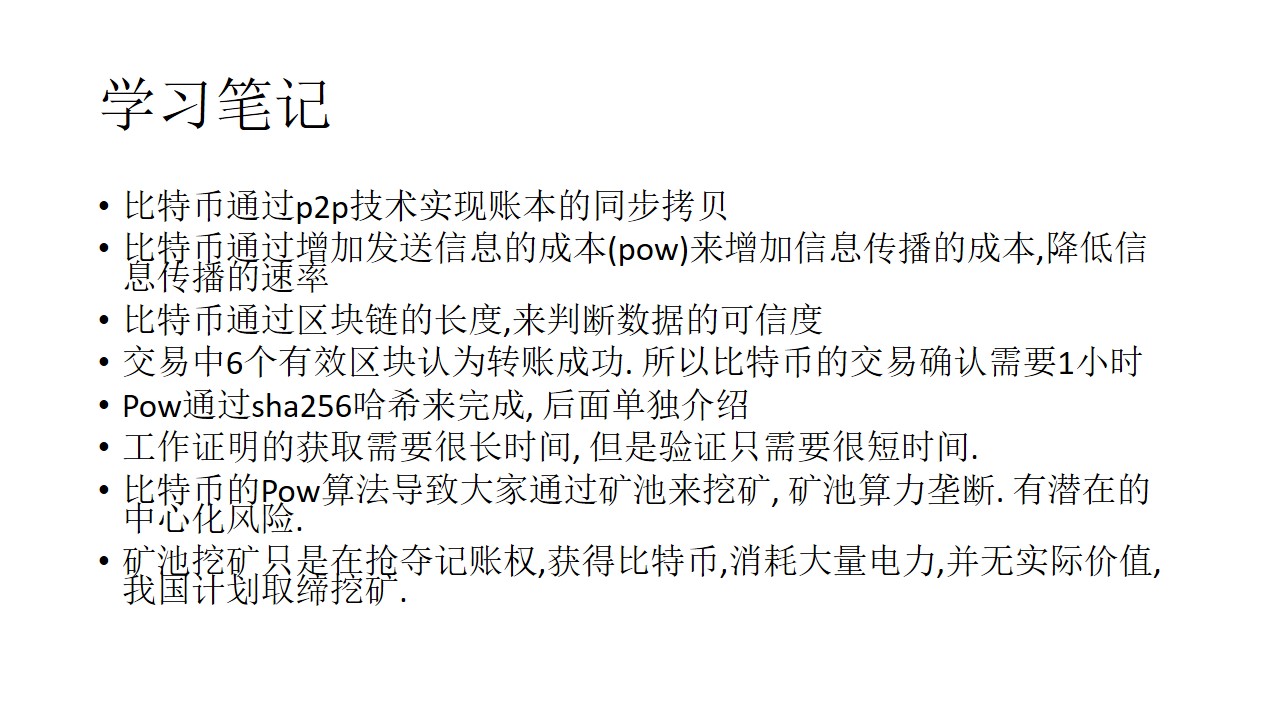 学习笔记
• 比特币通过p2p技术实现账本的同步拷贝
• 比特币通过增加发送信息的成本(pow)来增加信息传播的成本,降低信
息传播的速率
• 比特币通过区块链的长度,来判断数据的可信度
• 交易中6个有效区块认为转账成功. 所以比特币的交易确认需要1小时
• Pow通过sha256哈希来完成, 后面单独介绍
• 工作证明的获取需要很长时间, 但是验证只需要很短时间.
• 比特币的Pow算法导致大家通过矿池来挖矿, 矿池算力垄断. 有潜在的
中心化风险.
• 矿池挖矿只是在抢夺记账权,获得比特币,消耗大量电力,并无实际价值,
我国计划取缔挖矿.